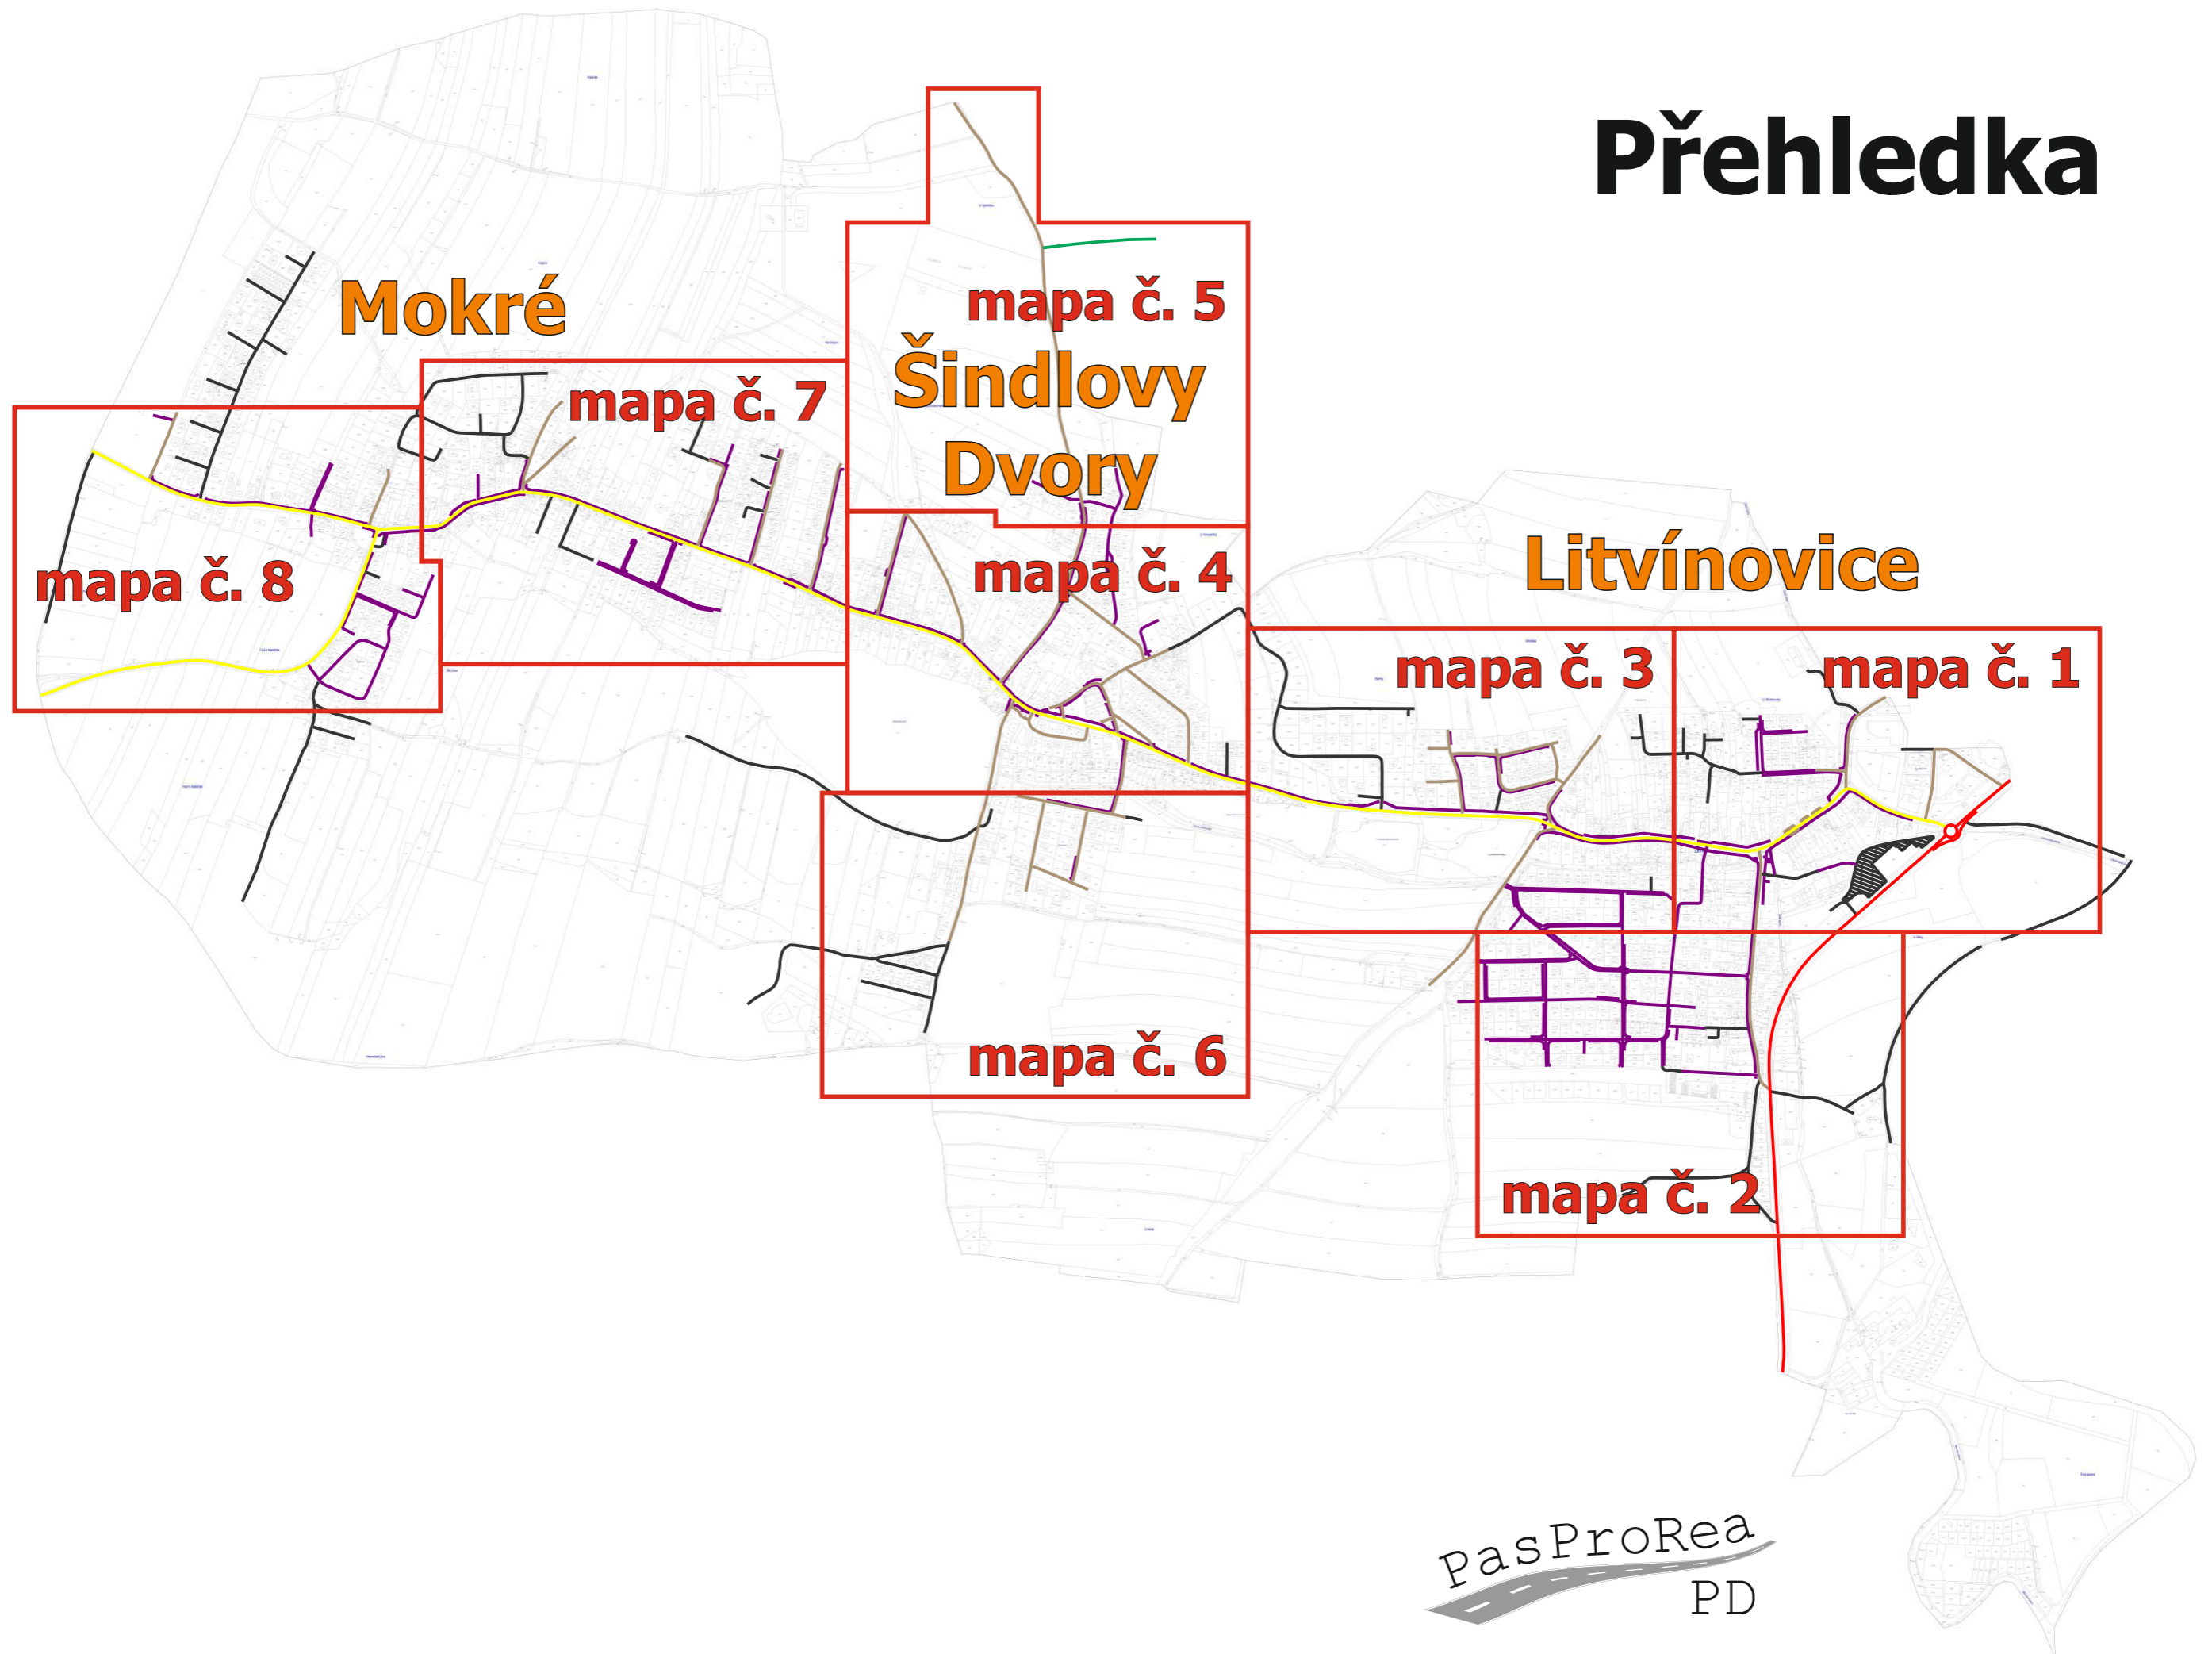 Přehledka
Mokré
mapa č. 5
Šindlovy
Dvory
mapa č. 7
mapa č. 8
mapa č. 4
Litvínovice
mapa č. 3
mapa č. 1
mapa č. 6
mapa č. 2
PasProRea
PD